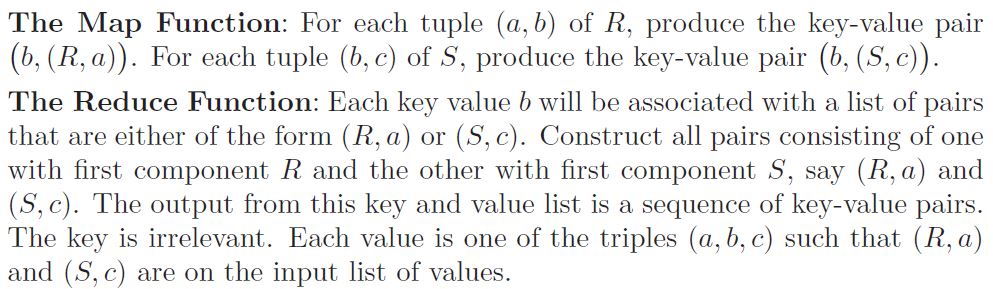 The Map Function: For each tuple (a, b) of R, produce the key-value pair
(b, (R, a)). For each tuple (b, c) of S, produce the key-value pair (b, (S, c)).
The Reduce Function: Each key value b will be associated with a list of pairs
that are either of the form (R, a) or (S, c). Construct all pairs consisting of one
with first component R and the other with first component S, say (R, a) and
(S, c). The output from this key and value list is a sequence of key-value pairs.
The key is irrelevant. Each value is one of the triples (a, b, c) such that (R, a)
and (S, c) are on the input list of values.